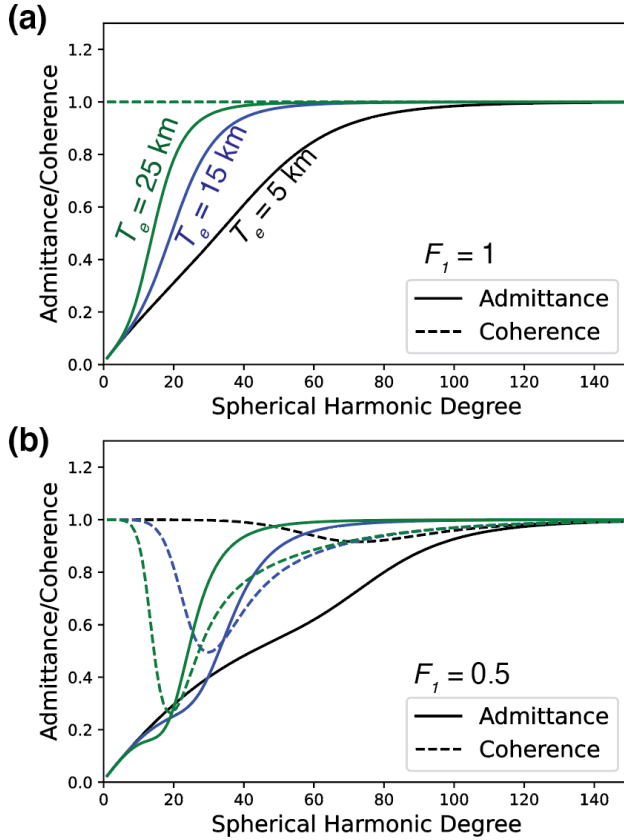 (a)
1.2
1.0
0.8
0.6
0.4
0.2
0.0
Admittance/Coherence
T_e = 25 km
T_e = 15 km
T_e = 5 km
F_1 = 1
Admittance
Coherence
0 20 40 60 80 100 120 140
Spherical Harmonic Degree
(b)
1.2
1.0
0.8
0.6
0.4
0.2
0.0
Admittance/Coherence
F_1 = 0.5
Admittance
Coherence
0 20 40 60 80 100 120 140
Spherical Harmonic Degree